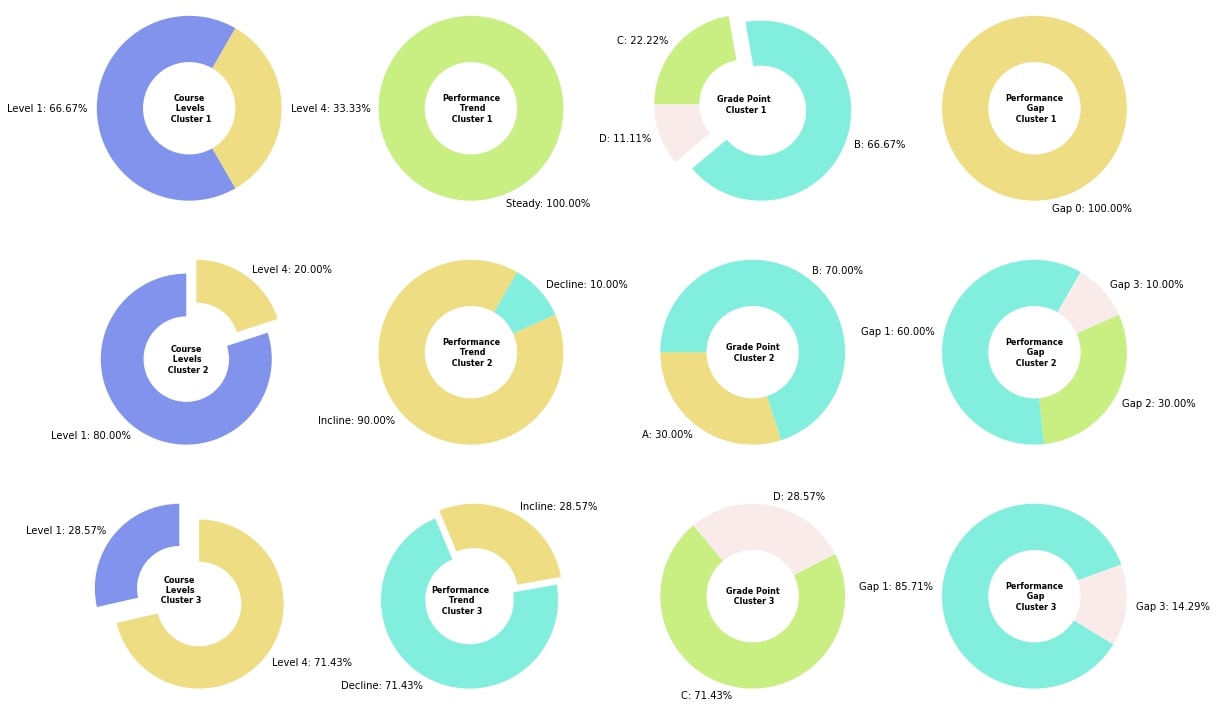 Level 1: 66.67%
Course
Levels
Cluster 1
Level 4: 33.33%
Performance
Trend
Cluster 1
Steady: 100.00%
C: 22.22%
D: 11.11%
Grade Point
Cluster 1
B: 66.67%
Performance
Gap
Cluster 1
Gap 0: 100.00%
Level 4: 20.00%
Course
Levels
Cluster 2
Level 1: 80.00%
Decline: 10.00%
Performance
Trend
Cluster 2
Incline: 90.00%
B: 70.00%
Grade Point
Cluster 2
A: 30.00%
Gap 3: 10.00%
Gap 1: 60.00%
Performance
Gap
Cluster 2
Gap 2: 30.00%
Level 1: 28.57%
Course
Levels
Cluster 3
Level 4: 71.43%
Incline: 28.57%
Performance
Trend
Cluster 3
Decline: 71.43%
D: 28.57%
Grade Point
Cluster 3
C: 71.43%
Gap 1: 85.71%
Performance
Gap
Cluster 3
Gap 3: 14.29%